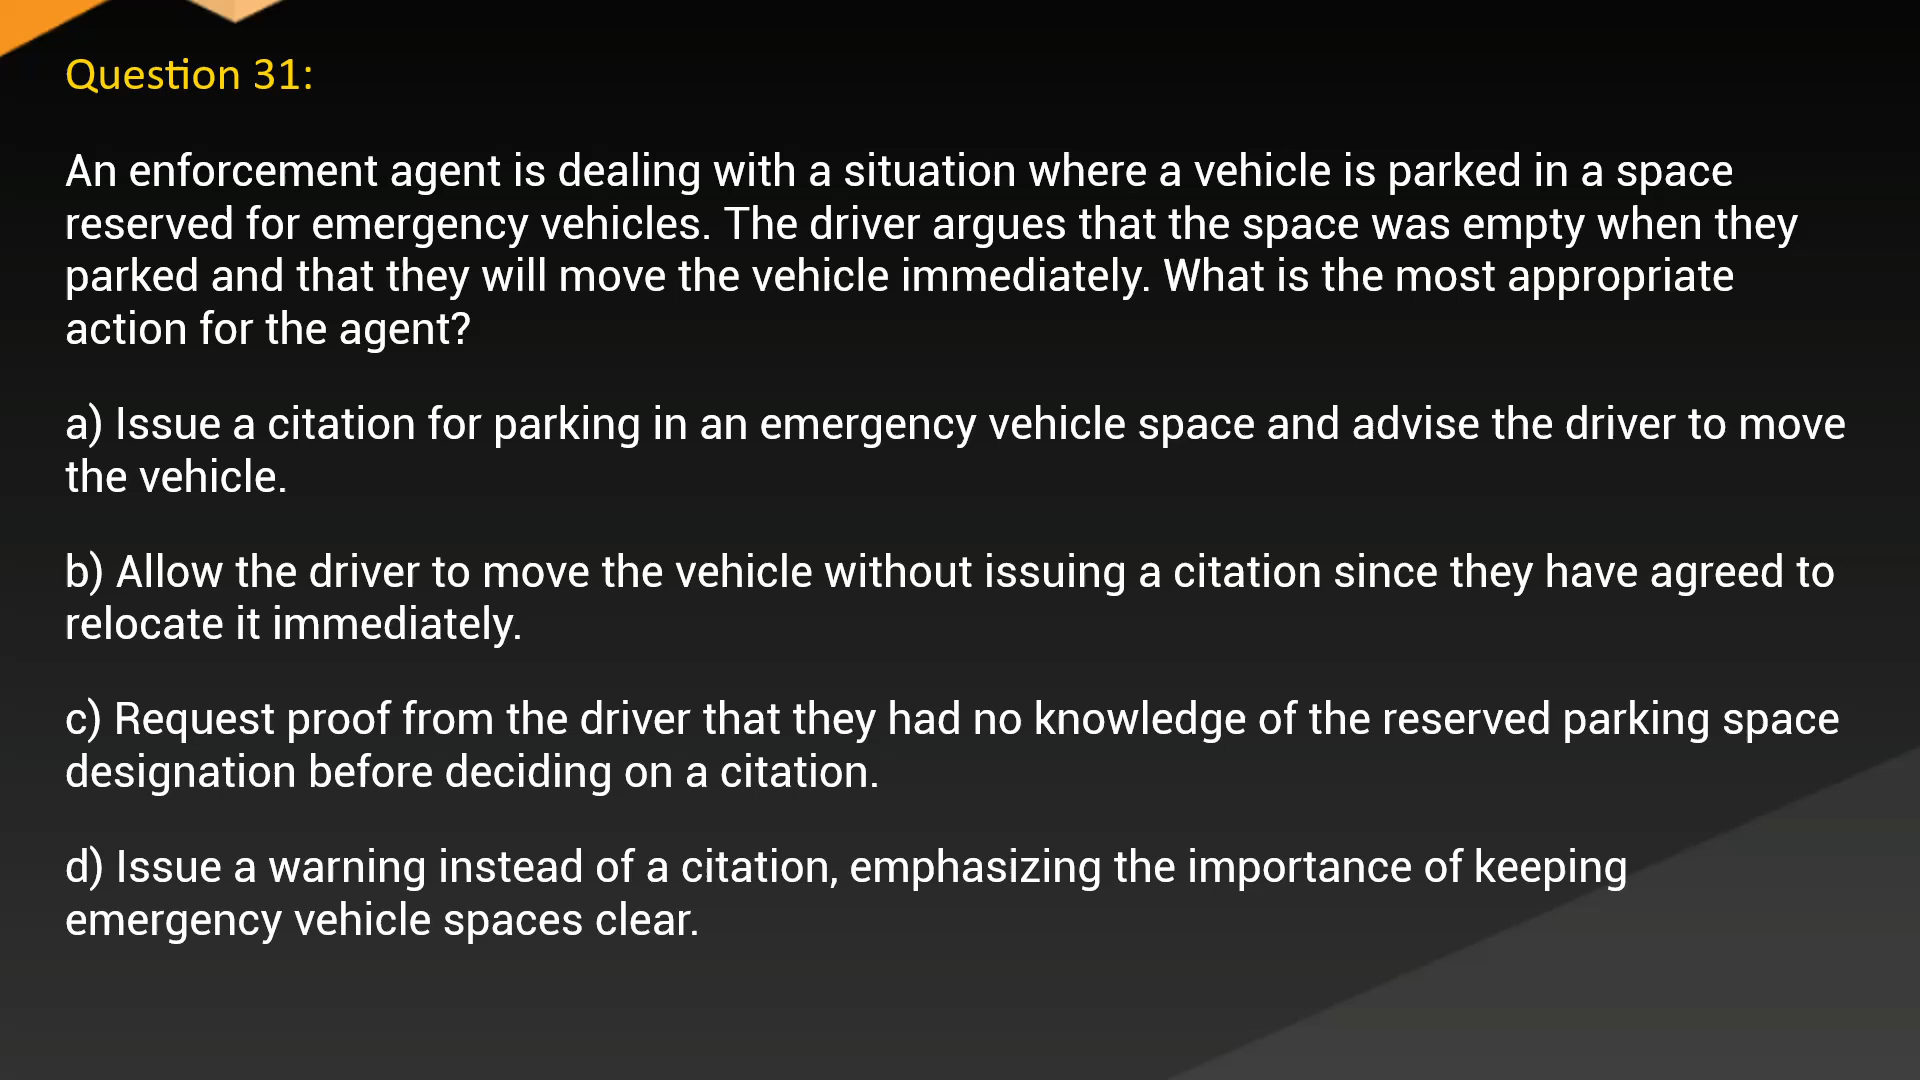 Question 31:
An enforcement agent is dealing with a situation where a vehicle is parked in a space
reserved for emergency vehicles. The driver argues that the space was empty when they
parked and that they will move the vehicle immediately. What is the most appropriate
action for the agent?
a) Issue a citation for parking in an emergency vehicle space and advise the driver to move
the vehicle.
b) Allow the driver to move the vehicle without issuing a citation since they have agreed to
relocate it immediately.
c) Request proof from the driver that they had no knowledge of the reserved parking space
designation before deciding on a citation.
d) Issue a warning instead of a citation, emphasizing the importance of keeping
emergency vehicle spaces clear.